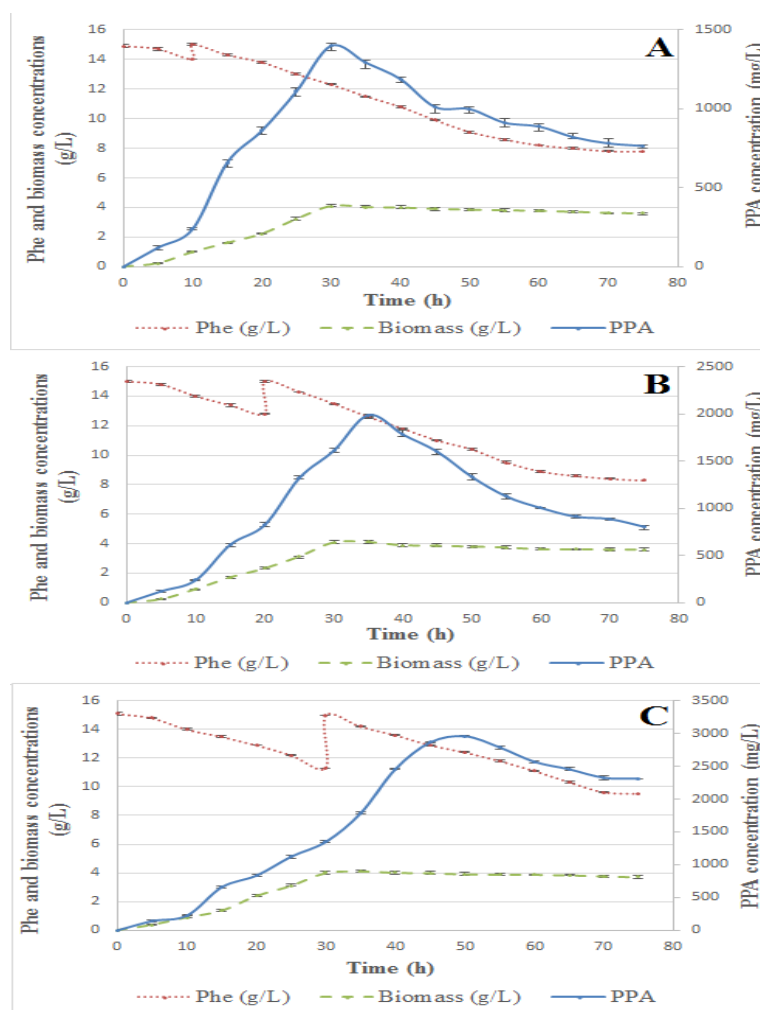 A
Phe and biomass concentrations
(g/L)
16
14
12
10
8
6
4
2
0
1500
1000
500
0
PPA concentration (mg/L)
0 10 20 30 40 50 60 70 80
Time (h)
Phe (g/L) Biomass (g/L) PPA
B
Phe and biomass concentrations
(g/L)
16
14
12
10
8
6
4
2
0
2500
2000
1500
1000
500
0
PPA concentration (mg/L)
0 10 20 30 40 50 60 70 80
Time (h)
Phe (g/L) Biomass (g/L) PPA
C
Phe and biomass concentrations
(g/L)
16
14
12
10
8
6
4
2
0
3500
3000
2500
2000
1500
1000
500
0
PPA concentration (mg/L)
0 10 20 30 40 50 60 70 80
Time (h)
Phe (g/L) Biomass (g/L) PPA